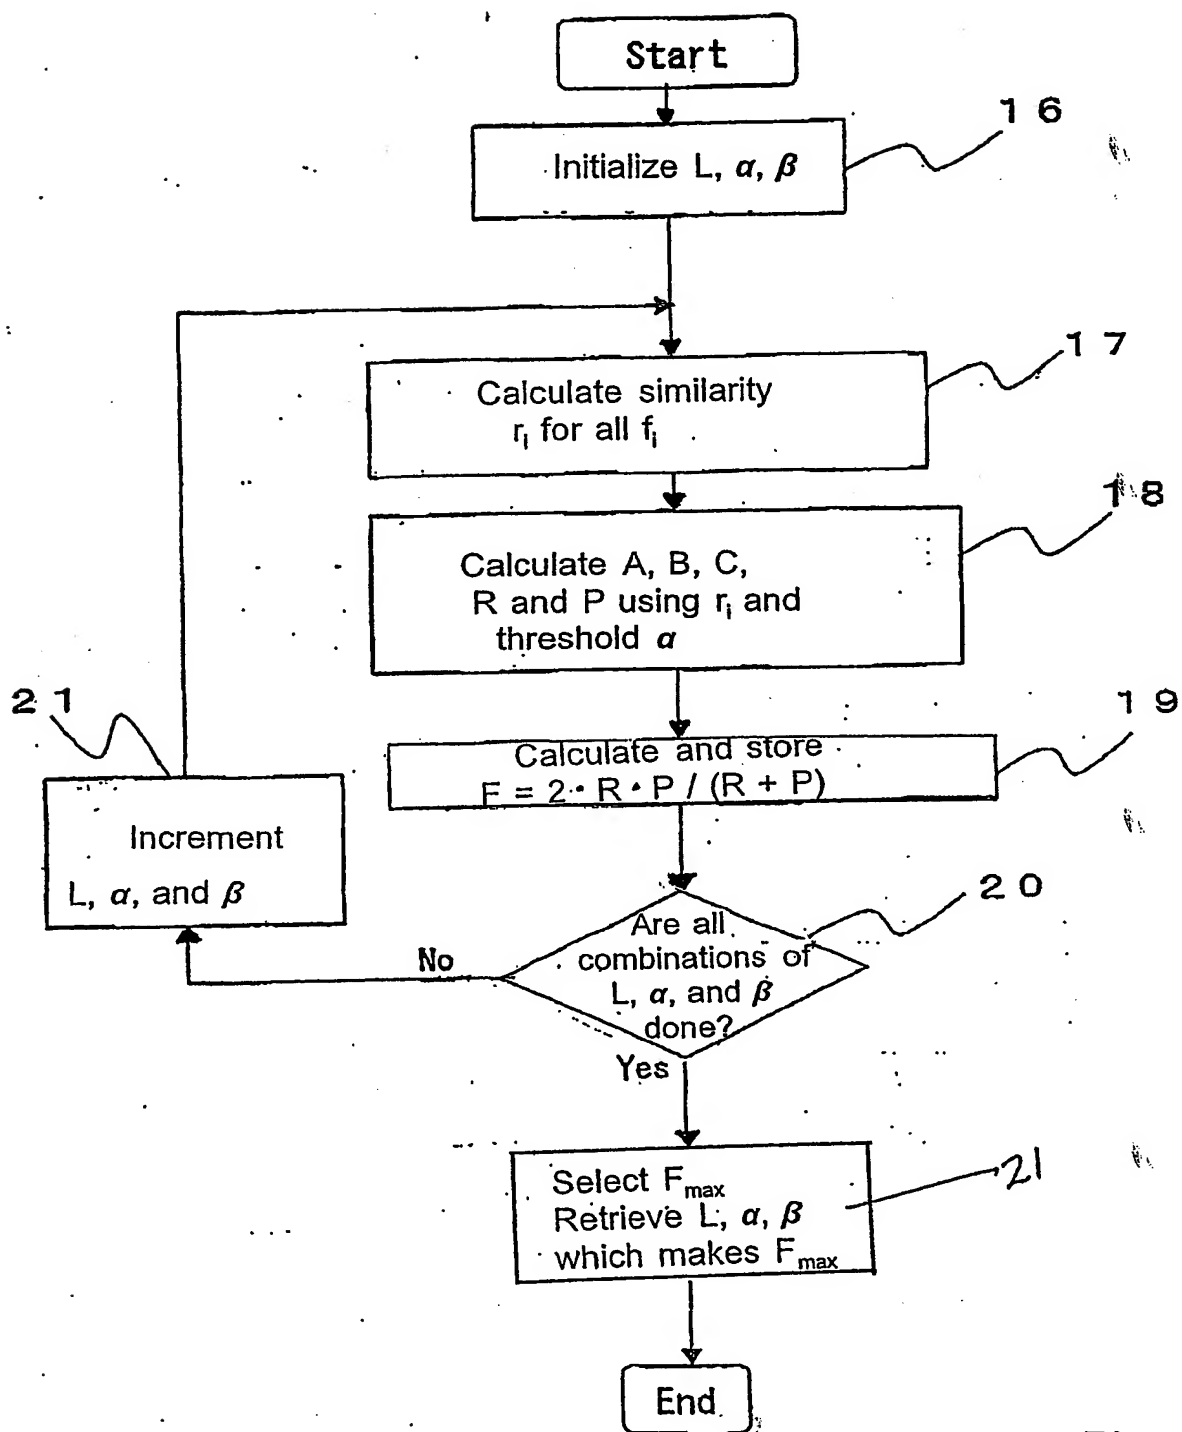 Start
16
Initialize L, α, β
17
Calculate similarity
rᵢ for all fᵢ
18
Calculate A, B, C,
R and P using rᵢ and
threshold α
21
19
Calculate and store
F = 2 · R · P / (R + P)
Increment
L, α, and β
20
Are all
combinations of
L, α, and β
done?
No
Yes
21
Select Fmax
Retrieve L, α, β
which makes Fmax
End